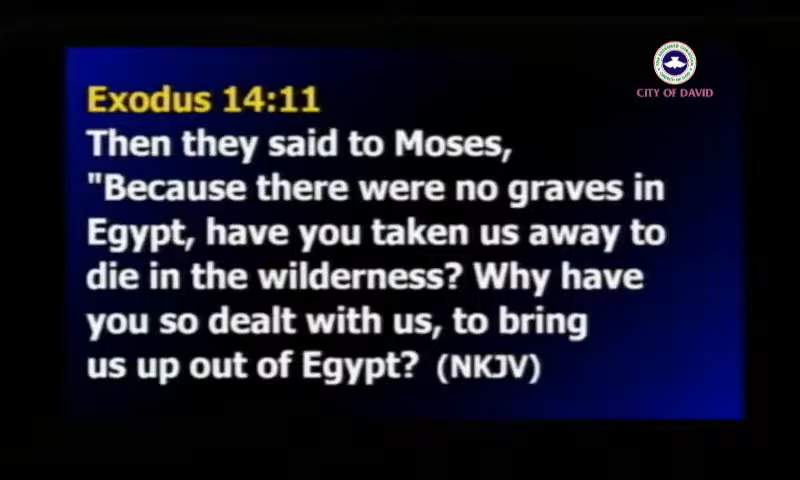 CITY OF DAVID
Exodus 14:11
Then they said to Moses,
"Because there were no graves in
Egypt, have you taken us away to
die in the wilderness? Why have
you so dealt with us, to bring
us up out of Egypt? (NKJV)